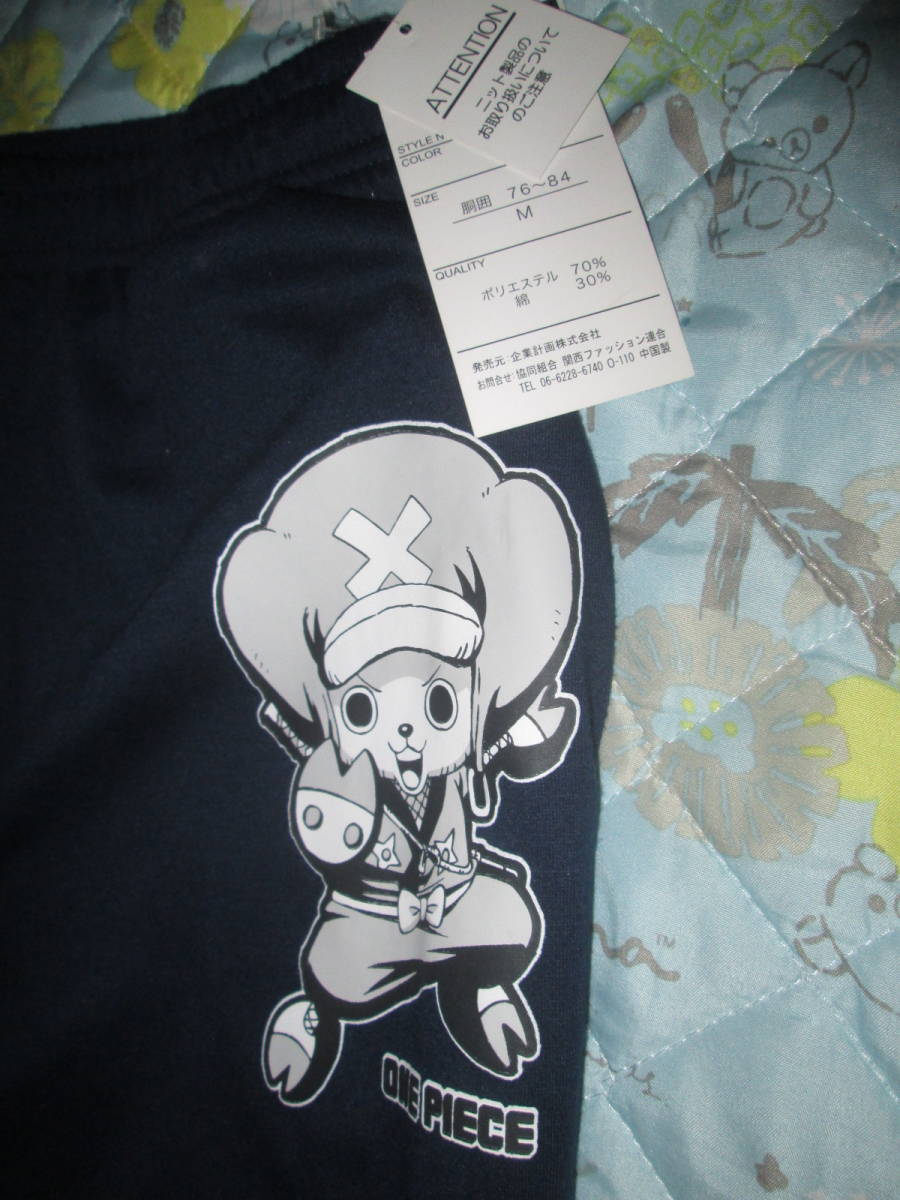 ATTENTION
ニット製品の
お取り扱いについて
のご注意
STYLE N
COLOR
SIZE
胴囲 76～84
M
QUALITY
ポリエステル 70%
綿 30%
発売元:企業計画株式会社
お問合せ:協同組合 関西ファッション連合
TEL 06-6228-6740 O-110 中国製
ONE PIECE